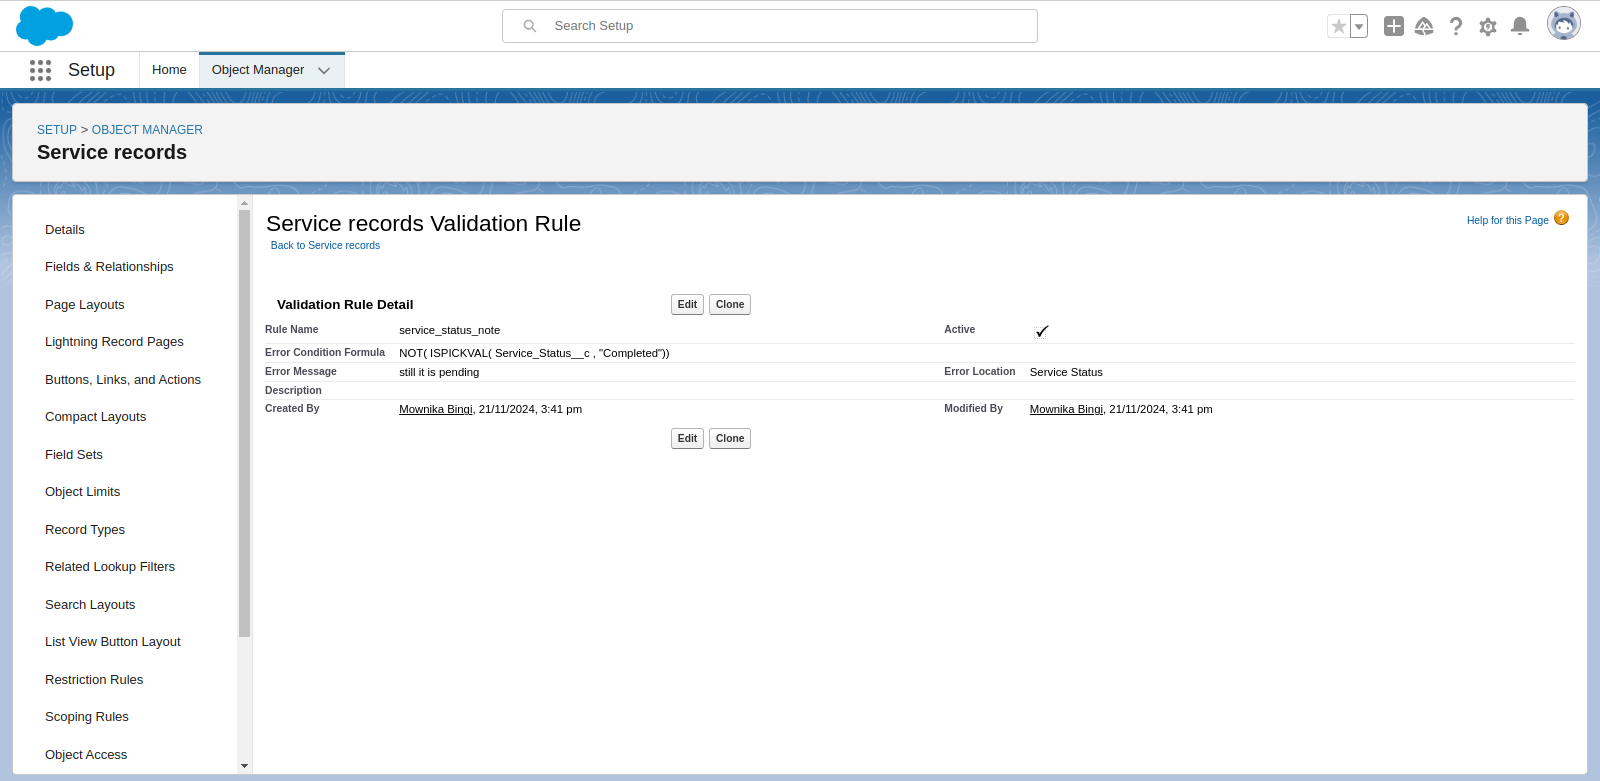 Search Setup
Setup
Home
Object Manager
SETUP > OBJECT MANAGER
Service records
Details
Fields & Relationships
Page Layouts
Lightning Record Pages
Buttons, Links, and Actions
Compact Layouts
Field Sets
Object Limits
Record Types
Related Lookup Filters
Search Layouts
List View Button Layout
Restriction Rules
Scoping Rules
Object Access
Service records Validation Rule
Help for this Page ?
Back to Service records
Validation Rule Detail
Edit Clone
Rule Name service_status_note Active
Error Condition Formula NOT( ISPICKVAL( Service_Status__c , "Completed"))
Error Message still it is pending Error Location Service Status
Description
Created By Mownika Bingi, 21/11/2024, 3:41 pm Modified By Mownika Bingi, 21/11/2024, 3:41 pm
Edit Clone